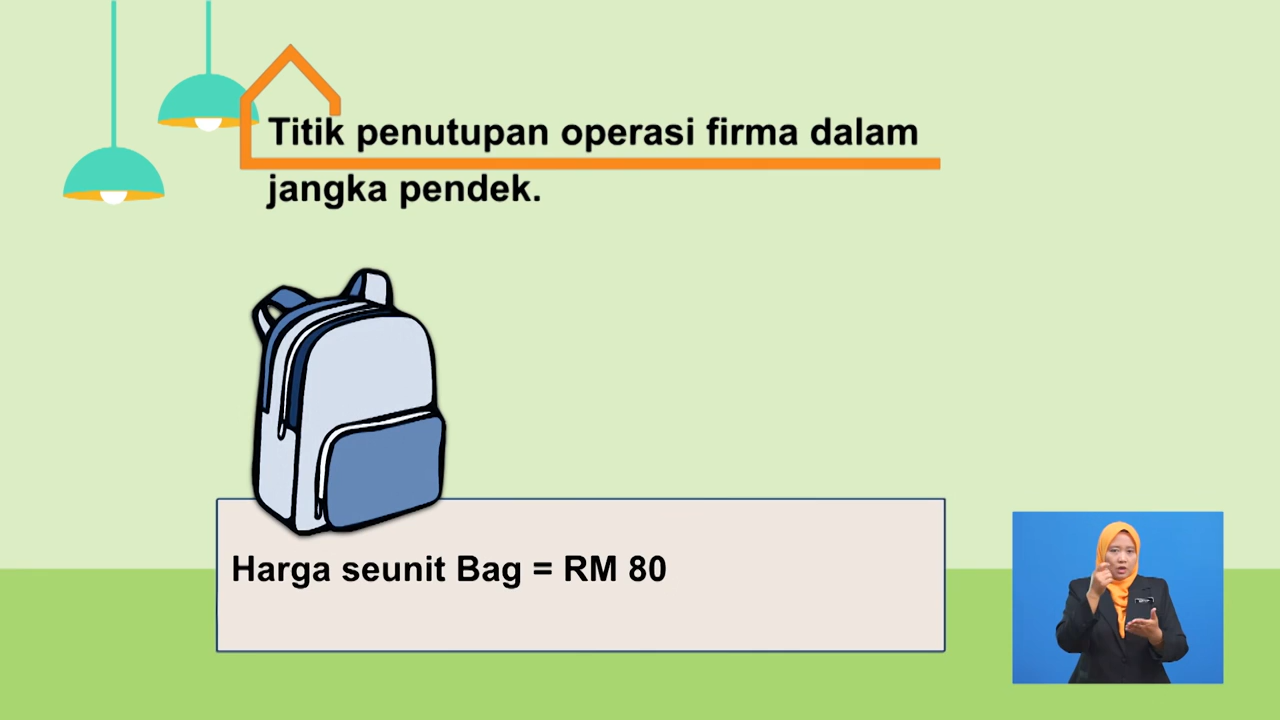 Titik penutupan operasi firma dalam
jangka pendek.
Harga seunit Bag = RM 80